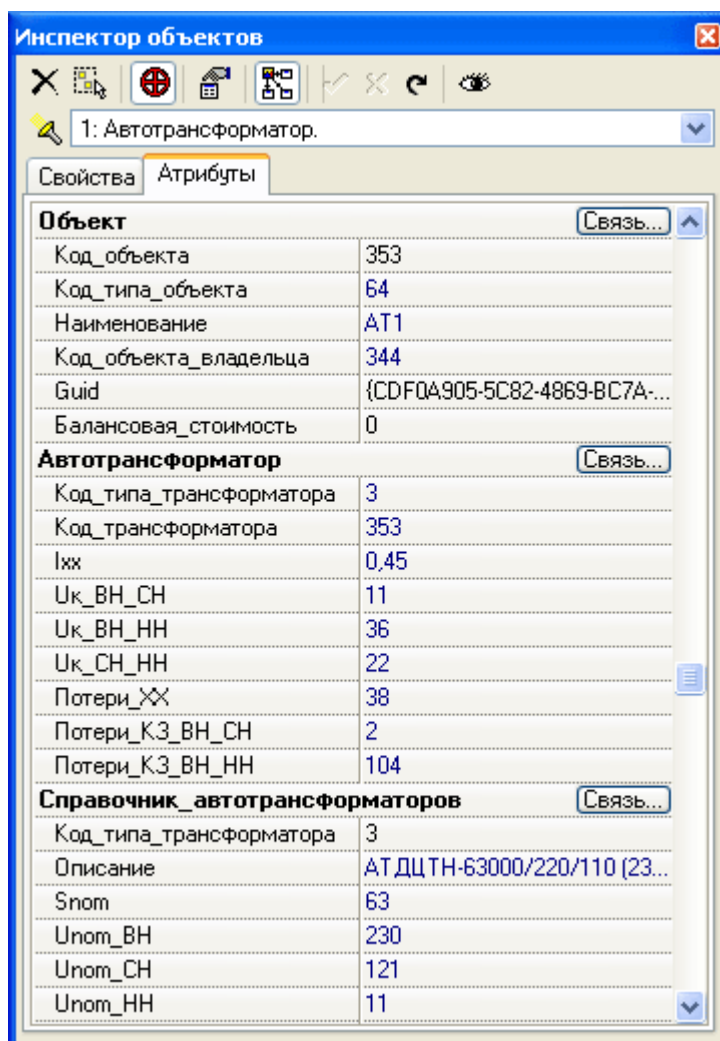 Инспектор объектов
1: Автотрансформатор.
Свойства Атрибуты
Объект Связь...
Код_объекта 353
Код_типа_объекта 64
Наименование АТ1
Код_объекта_владельца 344
Guid {CDF0A905-5C82-4869-BC7A-...
Балансовая_стоимость 0
Автотрансформатор Связь...
Код_типа_трансформатора 3
Код_трансформатора 353
Ixx 0,45
Uк_ВН_СН 11
Uк_ВН_НН 36
Uк_СН_НН 22
Потери_ХХ 38
Потери_КЗ_ВН_СН 2
Потери_КЗ_ВН_НН 104
Справочник_автотрансформаторов Связь...
Код_типа_трансформатора 3
Описание АТДЦТН-63000/220/110 (23...
Snom 63
Unom_ВН 230
Unom_СН 121
Unom_НН 11